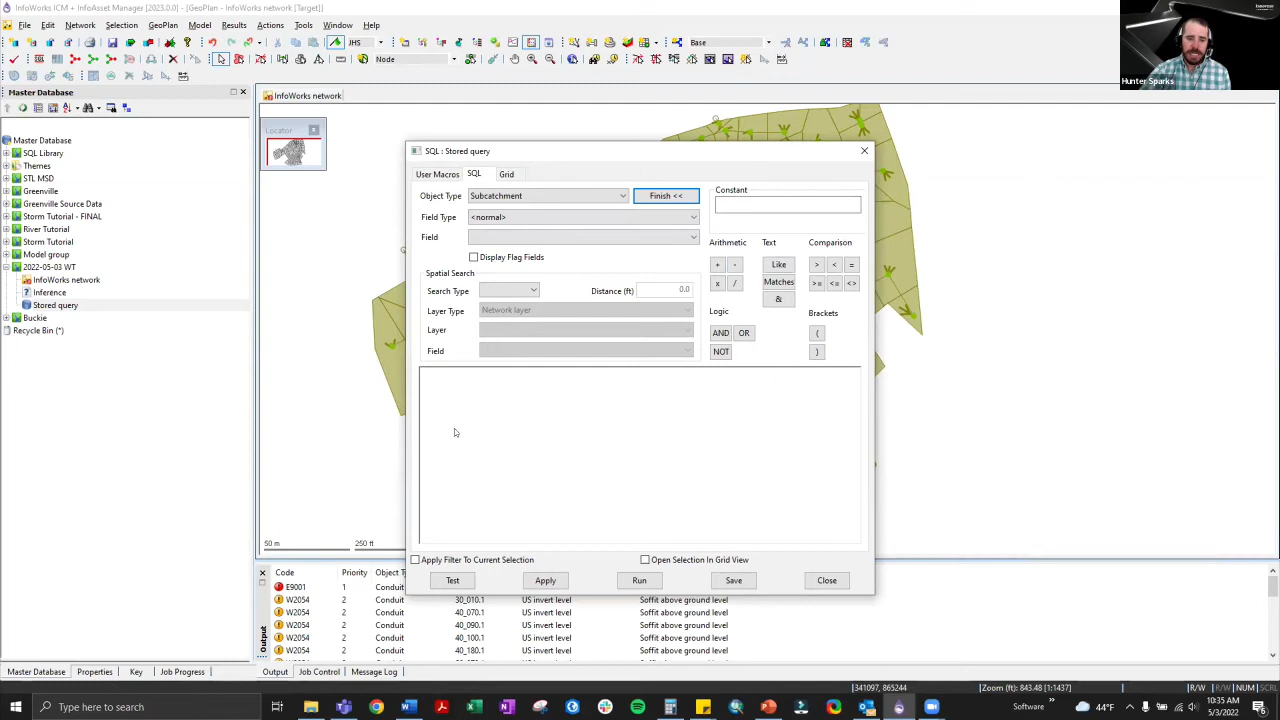 InfoWorks ICM + InfoAsset Manager [2023.0.0] - [GeoPlan - InfoWorks network [Target]]
File Edit Network Selection GeoPlan Model Results Actions Tools Window Help
JHS Base
Node
Hunter Sparks
Master Database
InfoWorks network
Locator
Master Database
SQL Library
Themes
STL MSD
Greenville
Greenville Source Data
Storm Tutorial - FINAL
River Tutorial
Storm Tutorial
Model group
2022-05-03 WT
InfoWorks network
Inference
Stored query
Buckie
Recycle Bin (*)
SQL : Stored query
User Macros SQL Grid
Object Type Subcatchment Finish <<
Field Type <normal>
Field
Display Flag Fields
Spatial Search
Search Type Distance (ft) 0.0
Layer Type Network layer
Layer
Field
Constant
Arithmetic Text Comparison
+ - Like > < =
x / Matches >= <= <>
&
Logic Brackets
AND OR (
NOT )
Apply Filter To Current Selection Open Selection In Grid View
Test Apply Run Save Close
50 m 250 ft
Output
Code Priority Object T
E9001 1 Conduit
W2054 2 Conduit 30_010.1 US invert level Soffit above ground level
W2054 2 Conduit 40_070.1 US invert level Soffit above ground level
W2054 2 Conduit 40_090.1 US invert level Soffit above ground level
W2054 2 Conduit 40_100.1 US invert level Soffit above ground level
W2054 2 Conduit 40_180.1 US invert level Soffit above ground level
Master Database Properties Key Job Progress Output Job Control Message Log
341097, 865244 Zoom (ft): 843.48 [1:1437] R/W R/W NUM SCRL
Type here to search
Software » 44°F 10:35 AM
5/3/2022